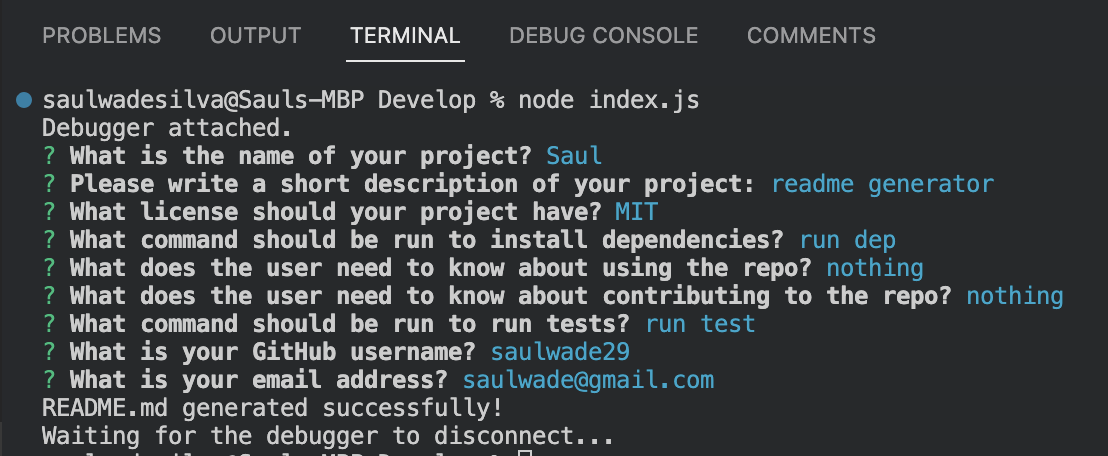 PROBLEMS OUTPUT TERMINAL DEBUG CONSOLE COMMENTS
saulwadesilva@Sauls-MBP Develop % node index.js
Debugger attached.
? What is the name of your project? Saul
? Please write a short description of your project: readme generator
? What license should your project have? MIT
? What command should be run to install dependencies? run dep
? What does the user need to know about using the repo? nothing
? What does the user need to know about contributing to the repo? nothing
? What command should be run to run tests? run test
? What is your GitHub username? saulwade29
? What is your email address? saulwade@gmail.com
README.md generated successfully!
Waiting for the debugger to disconnect...